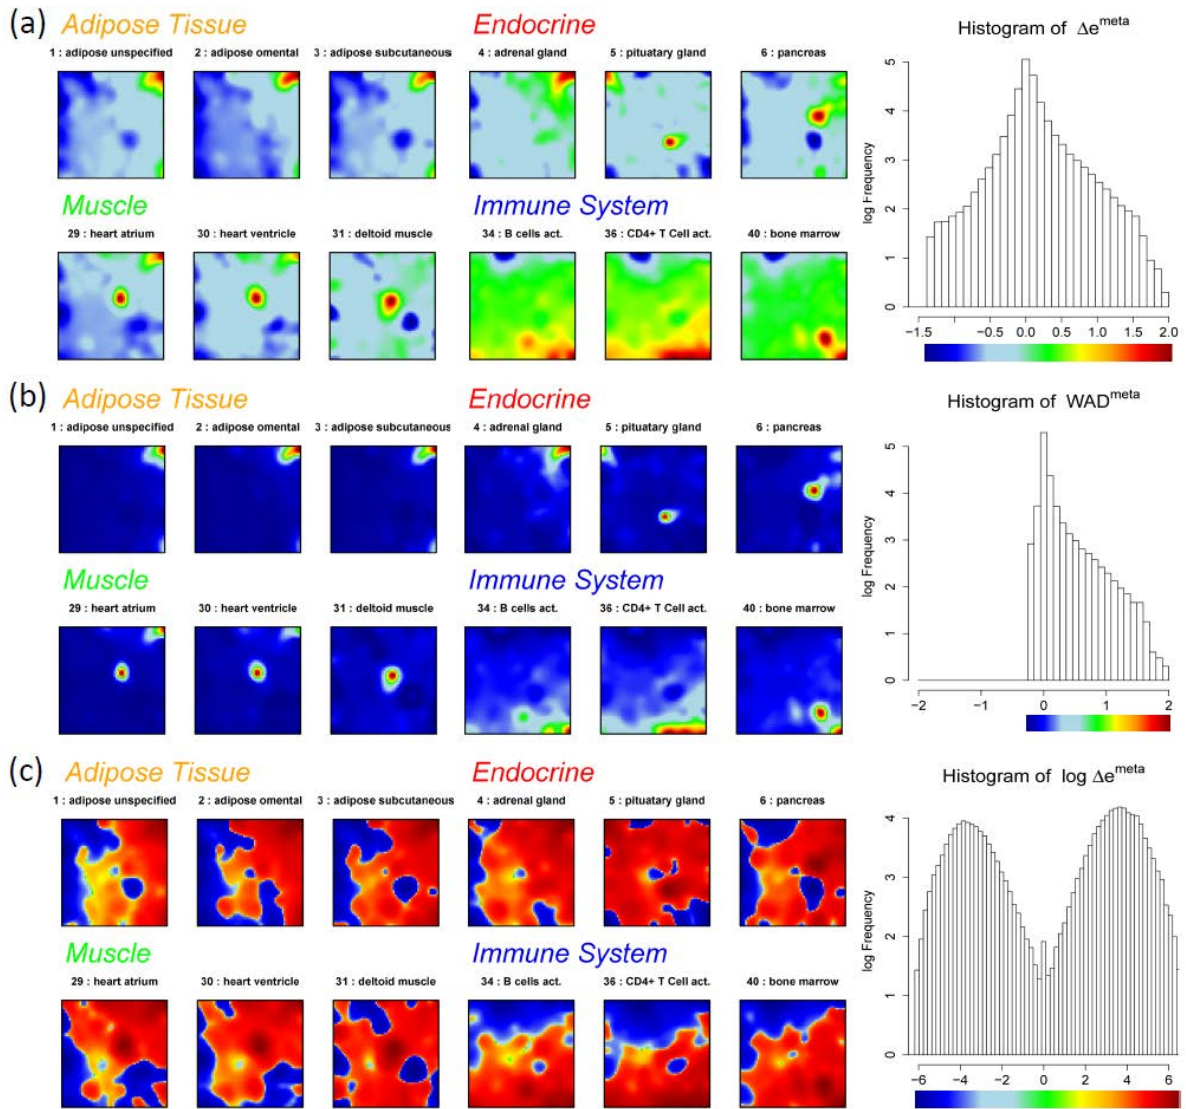 (a) Adipose Tissue Endocrine Histogram of Δe^meta
1 : adipose unspecified 2 : adipose omental 3 : adipose subcutaneous 4 : adrenal gland 5 : pituatary gland 6 : pancreas
Muscle Immune System
29 : heart atrium 30 : heart ventricle 31 : deltoid muscle 34 : B cells act. 36 : CD4+ T Cell act. 40 : bone marrow
log Frequency
5
4
3
2
1
0
−1.5 −0.5 0.0 0.5 1.0 1.5 2.0
(b) Adipose Tissue Endocrine Histogram of WAD^meta
1 : adipose unspecified 2 : adipose omental 3 : adipose subcutaneous 4 : adrenal gland 5 : pituatary gland 6 : pancreas
Muscle Immune System
29 : heart atrium 30 : heart ventricle 31 : deltoid muscle 34 : B cells act. 36 : CD4+ T Cell act. 40 : bone marrow
log Frequency
5
4
3
2
1
0
−2 −1 0 1 2
(c) Adipose Tissue Endocrine Histogram of log Δe^meta
1 : adipose unspecified 2 : adipose omental 3 : adipose subcutaneous 4 : adrenal gland 5 : pituatary gland 6 : pancreas
Muscle Immune System
29 : heart atrium 30 : heart ventricle 31 : deltoid muscle 34 : B cells act. 36 : CD4+ T Cell act. 40 : bone marrow
log Frequency
4
3
2
1
0
−6 −4 −2 0 2 4 6